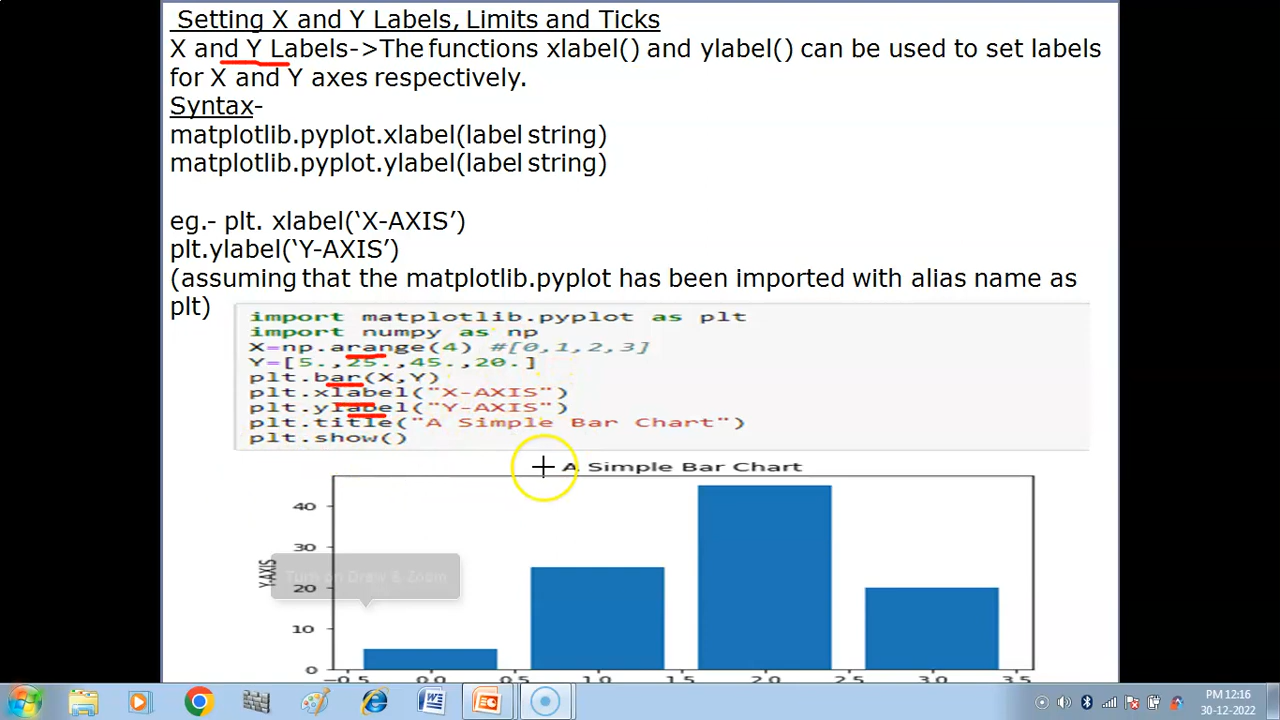 Setting X and Y Labels, Limits and Ticks
X and Y Labels->The functions xlabel() and ylabel() can be used to set labels
for X and Y axes respectively.
Syntax-
matplotlib.pyplot.xlabel(label string)
matplotlib.pyplot.ylabel(label string)
eg.- plt. xlabel(‘X-AXIS’)
plt.ylabel(‘Y-AXIS’)
(assuming that the matplotlib.pyplot has been imported with alias name as
plt)
import matplotlib.pyplot as plt
import numpy as np
X=np.arange(4) #[0,1,2,3]
Y=[5.,25.,45.,20.]
plt.bar(X,Y)
plt.xlabel("X-AXIS")
plt.ylabel("Y-AXIS")
plt.title("A Simple Bar Chart")
plt.show()
A Simple Bar Chart
40
30
Y-AXIS
Turn on Draw & Zoom
20
10
0
-0.5 0.0 0.5 1.0 1.5 2.0 2.5 3.0 3.5
PM 12:16
30-12-2022